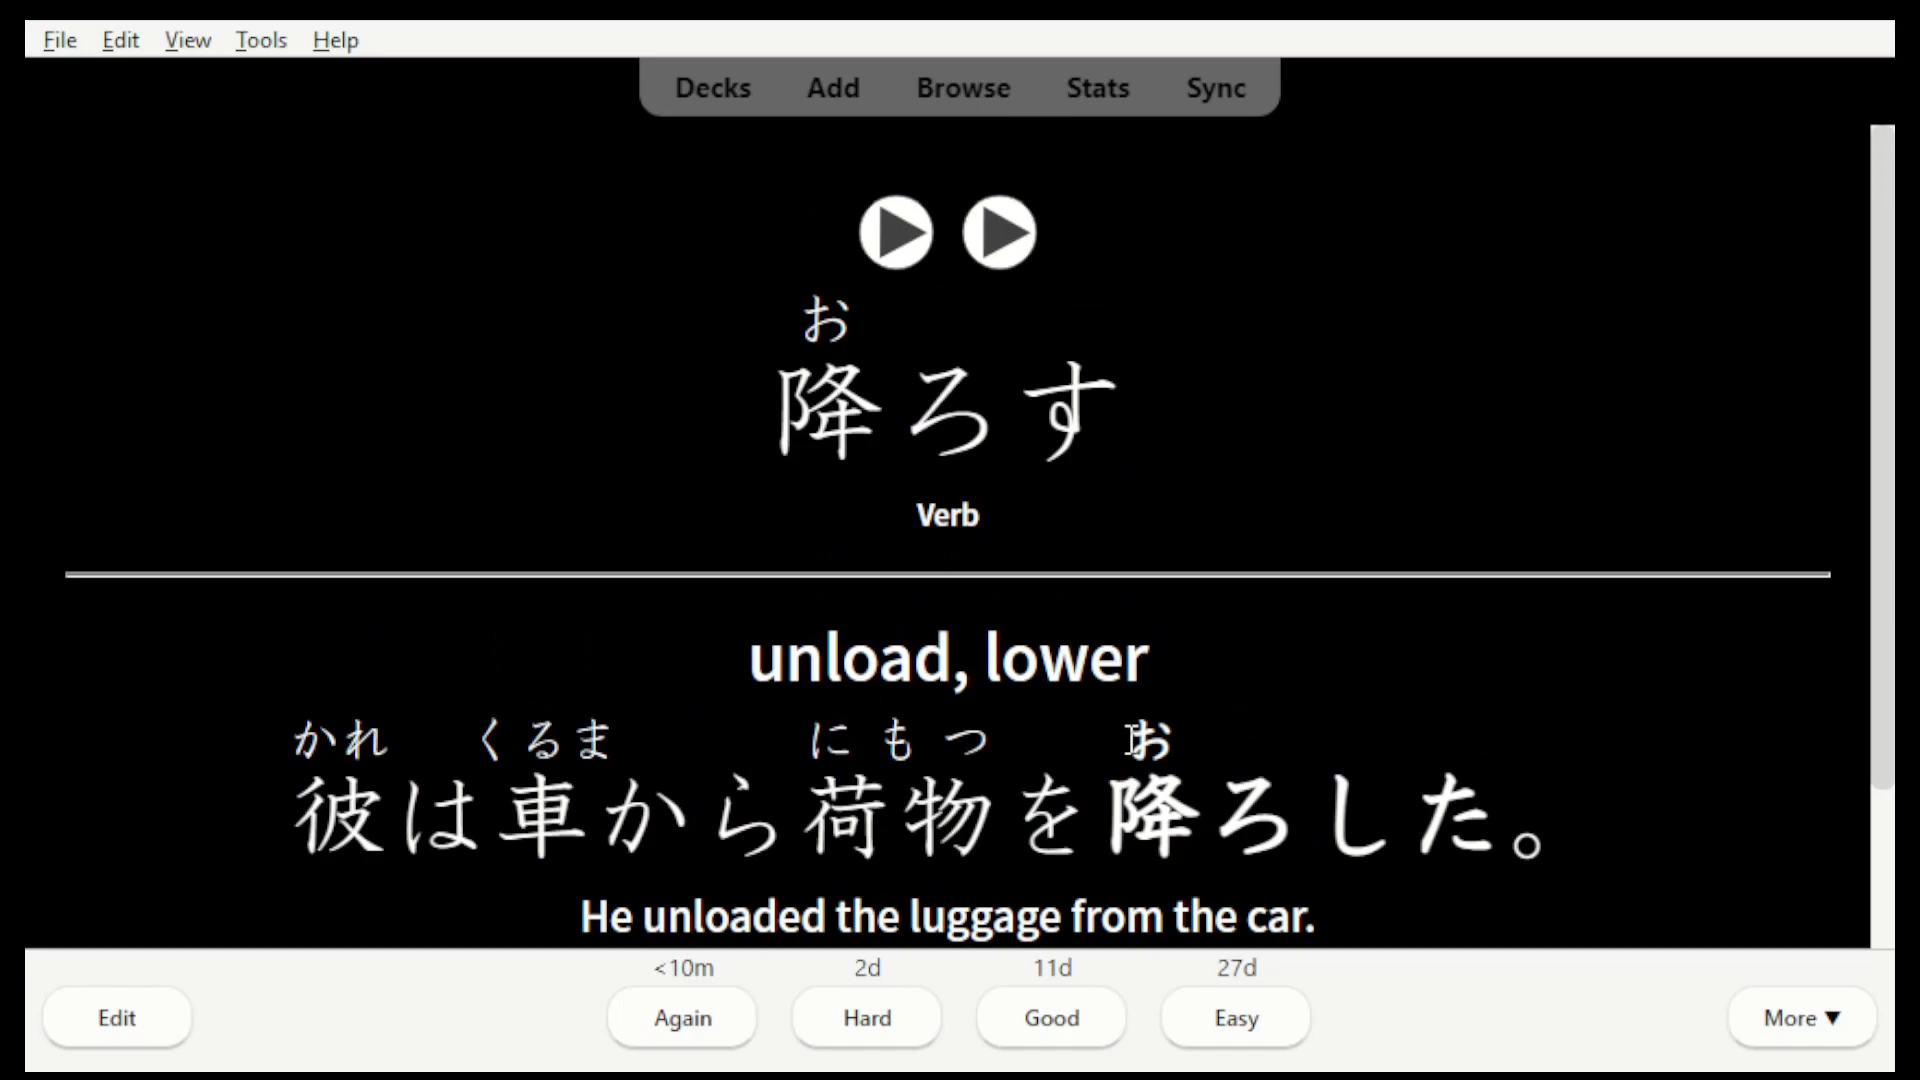 File Edit View Tools Help
Decks Add Browse Stats Sync
お
降ろす
Verb
unload, lower
かれ くるま にもつ お
彼は車から荷物を降ろした。
He unloaded the luggage from the car.
<10m 2d 11d 27d
Edit Again Hard Good Easy More ▼